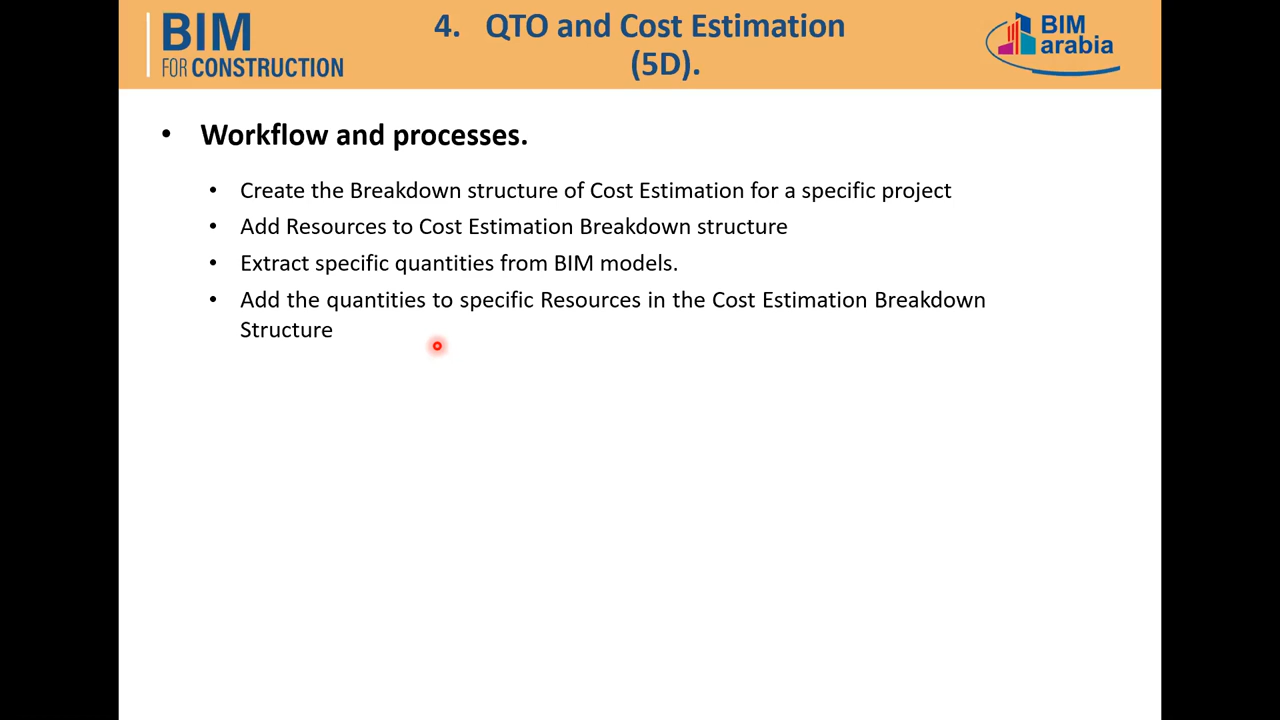 BIM
FOR CONSTRUCTION
4. QTO and Cost Estimation
(5D).
BIM
arabia
• Workflow and processes.
• Create the Breakdown structure of Cost Estimation for a specific project
• Add Resources to Cost Estimation Breakdown structure
• Extract specific quantities from BIM models.
• Add the quantities to specific Resources in the Cost Estimation Breakdown
Structure